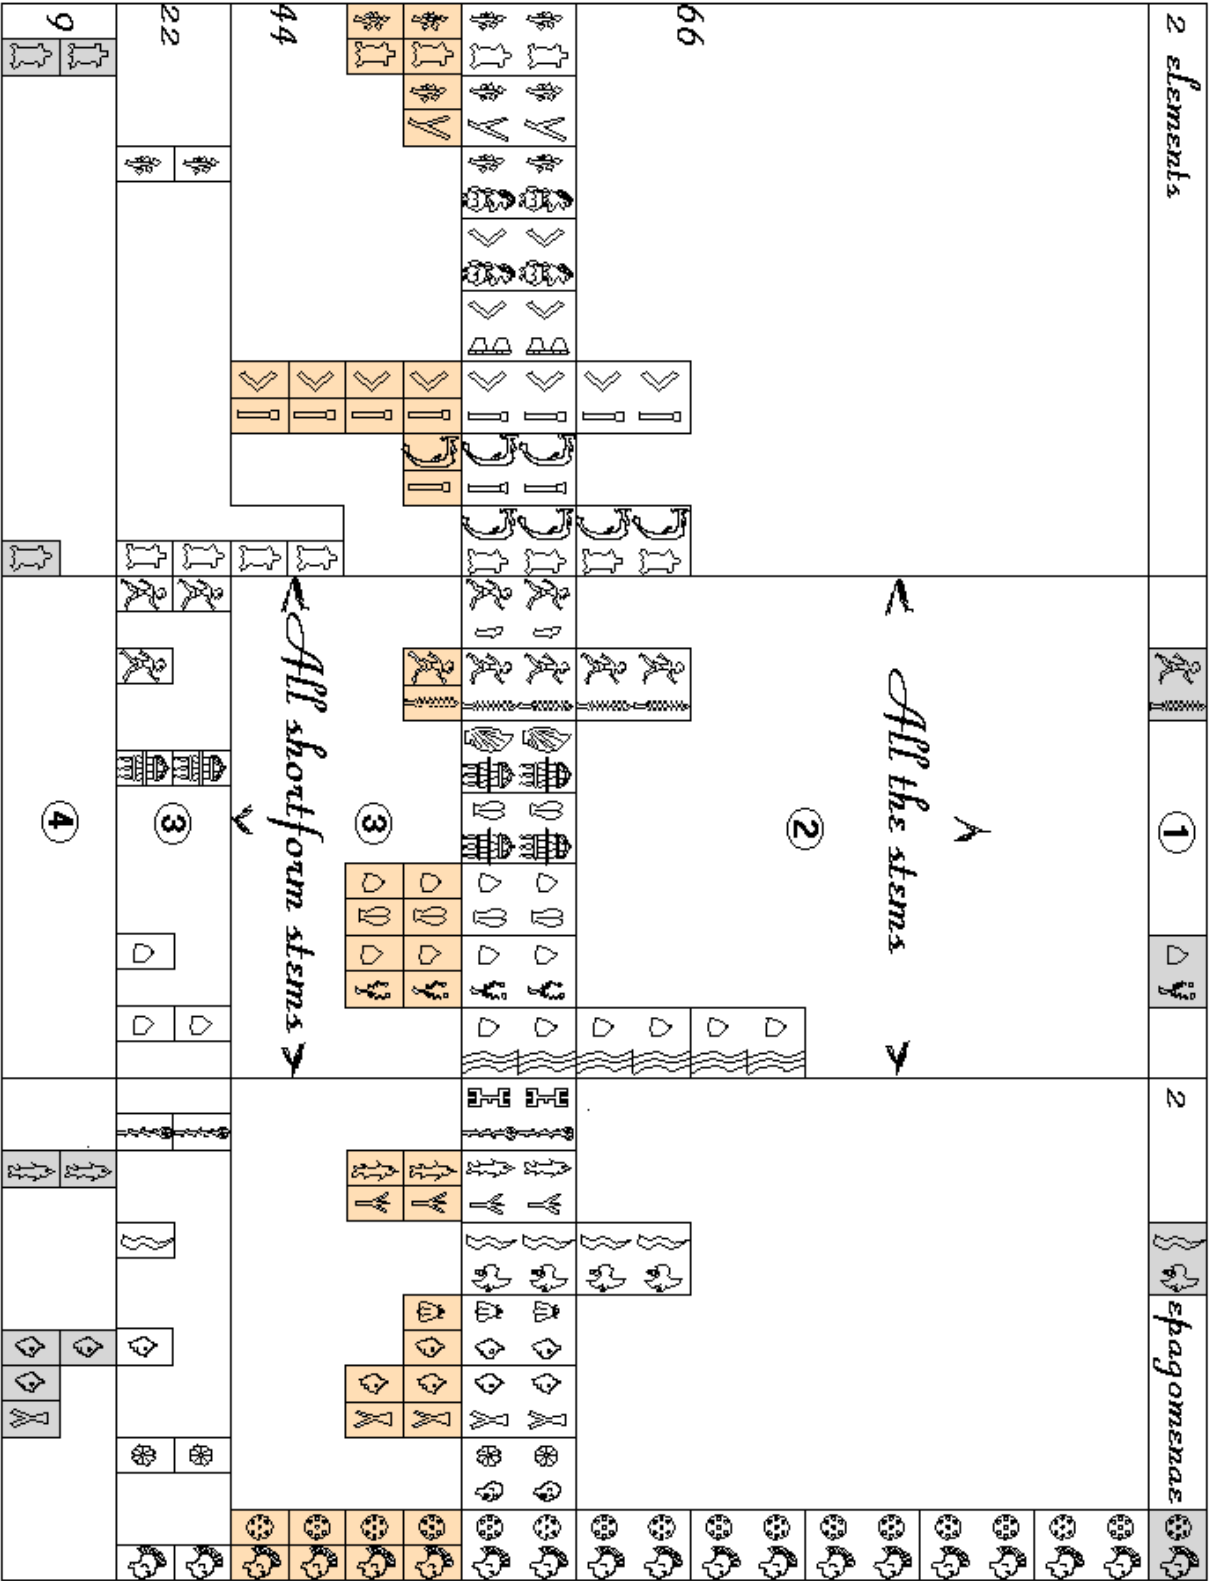 2 elements
2 epagomenae
①
66
All the stems
②
44
③
All shortform stems
22
③
9
④